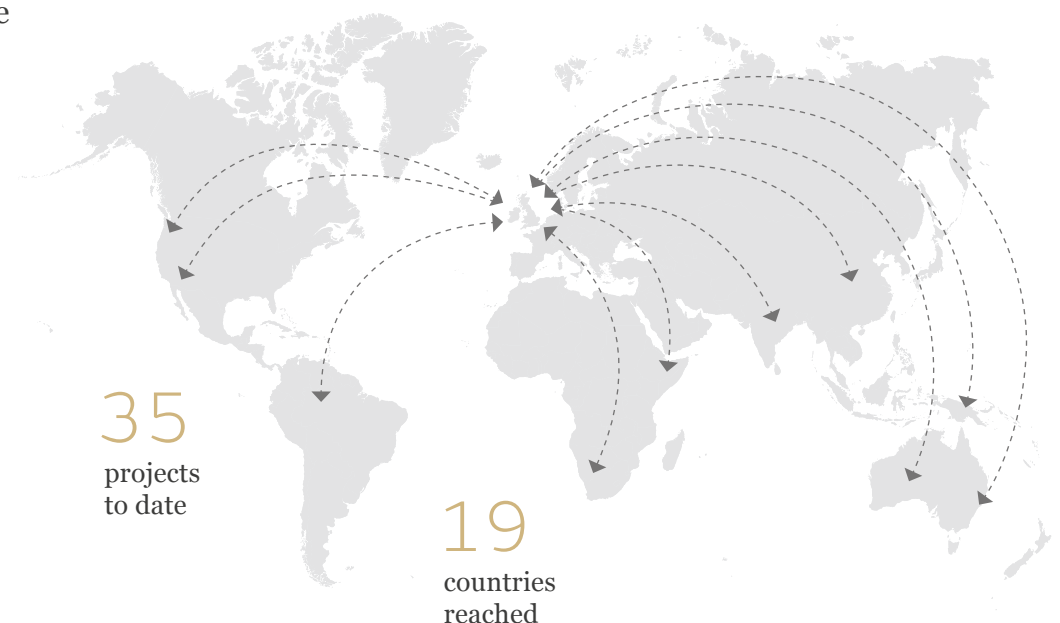 e
35
projects
to date
19
countries
reached